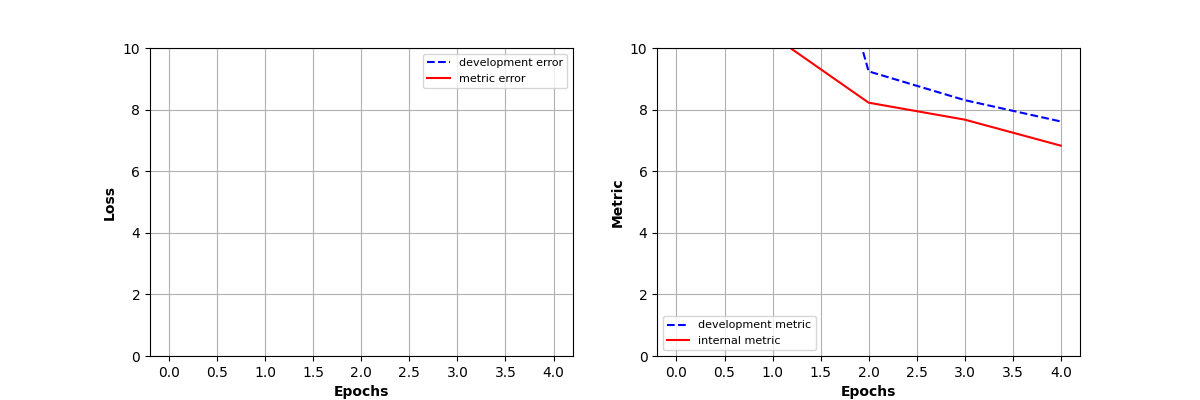 10
8
6
4
2
0
Loss
development error
metric error
0.0 0.5 1.0 1.5 2.0 2.5 3.0 3.5 4.0
Epochs
10
8
6
4
2
0
Metric
development metric
internal metric
0.0 0.5 1.0 1.5 2.0 2.5 3.0 3.5 4.0
Epochs